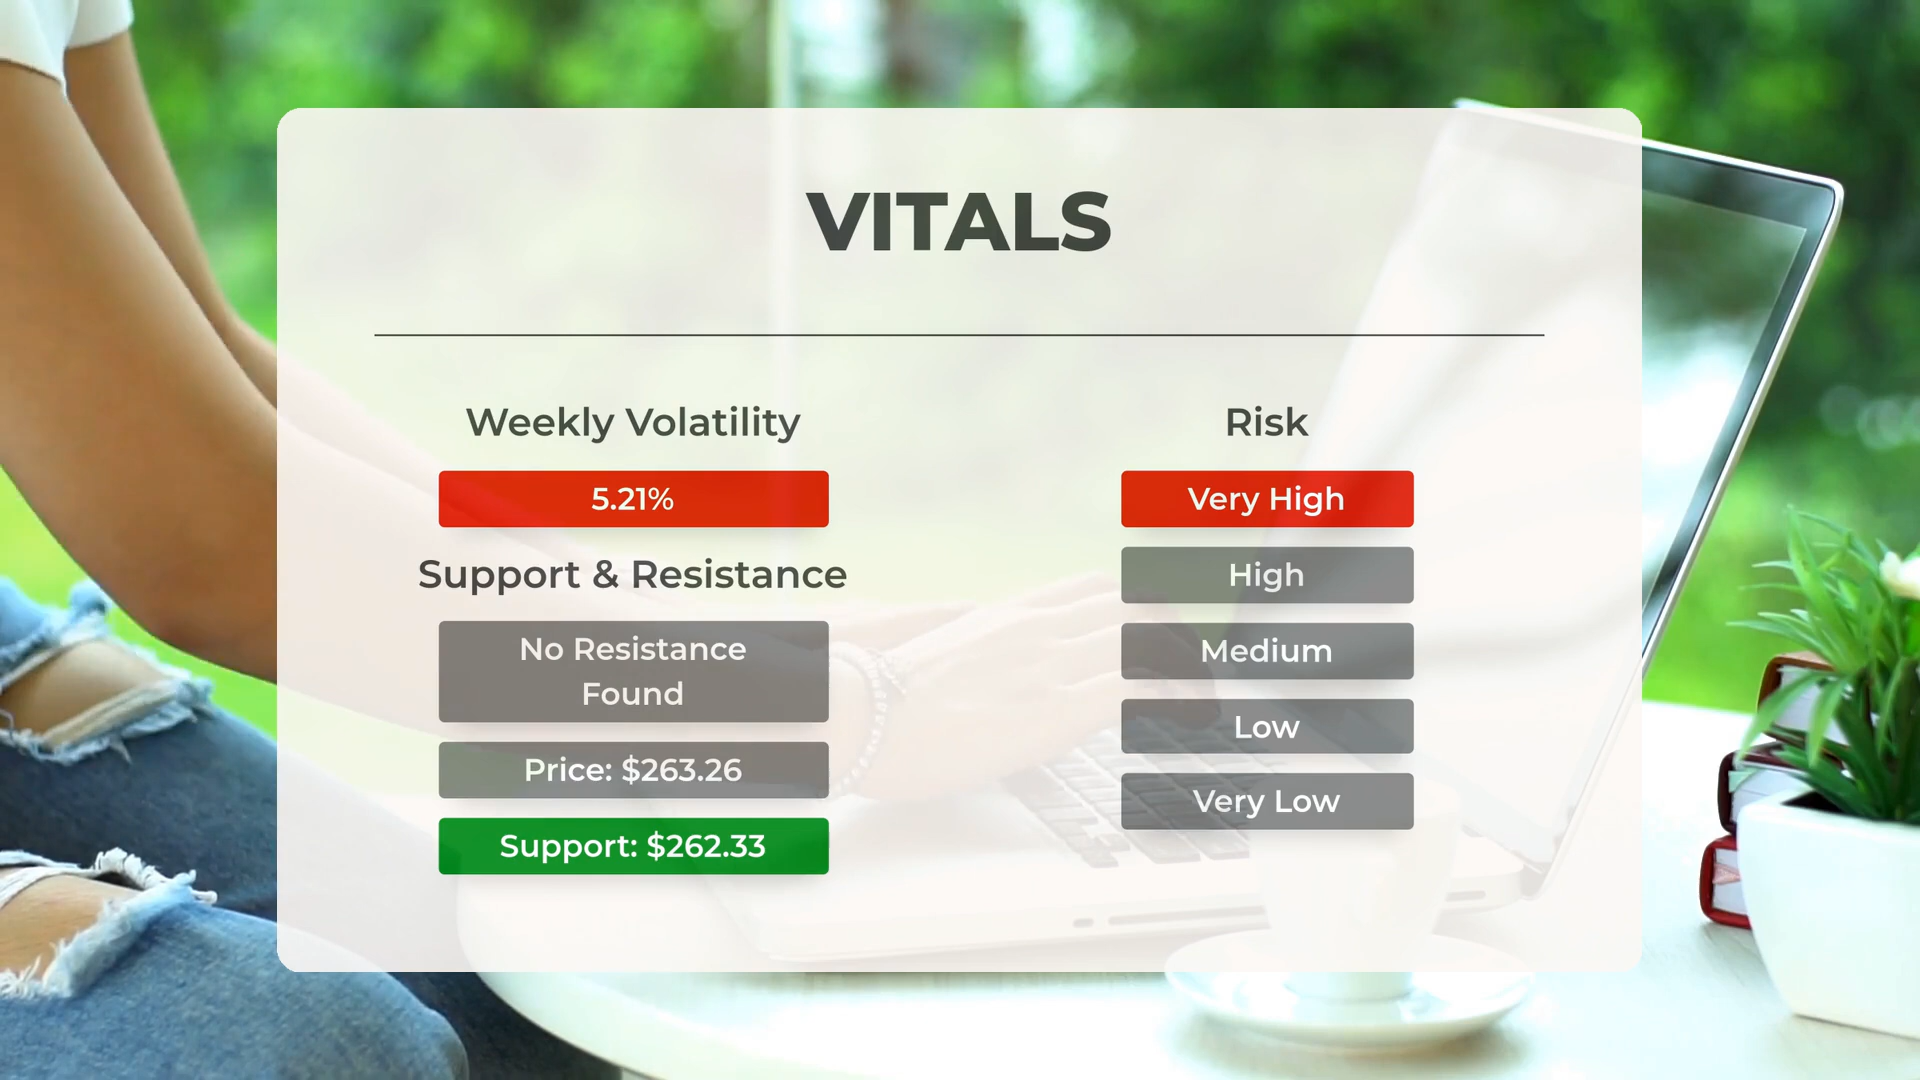 VITALS
Weekly Volatility
5.21%
Support & Resistance
No Resistance
Found
Price: $263.26
Support: $262.33
Risk
Very High
High
Medium
Low
Very Low